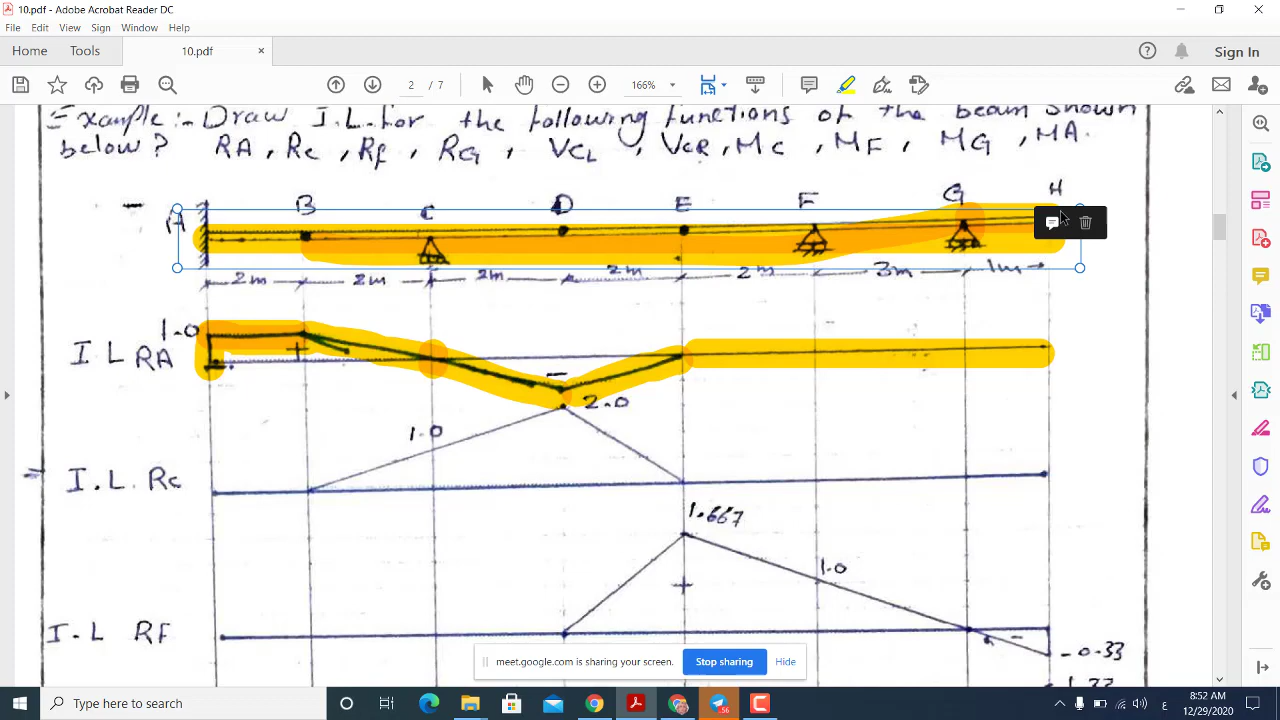 10.pdf - Adobe Acrobat Reader DC
File Edit View Window Help
Home Tools 10.pdf × Sign In
2 / 7 166%
Example:- Draw I.L. for the following functions of the beam shown
below? RA, Rc, RF, RG, VCL, VCR, Mc, MF, MG, MA.
A B C D E F G H
2m 2m 2m 2m 2m 3m 1m
1.0
I L RA + -
2.0
1.0
I. L. Rc
1.667
1.0
+
I.L RF - -0.33
meet.google.com is sharing your screen. Stop sharing Hide
Type here to search
56
8:52 AM
12/29/2020